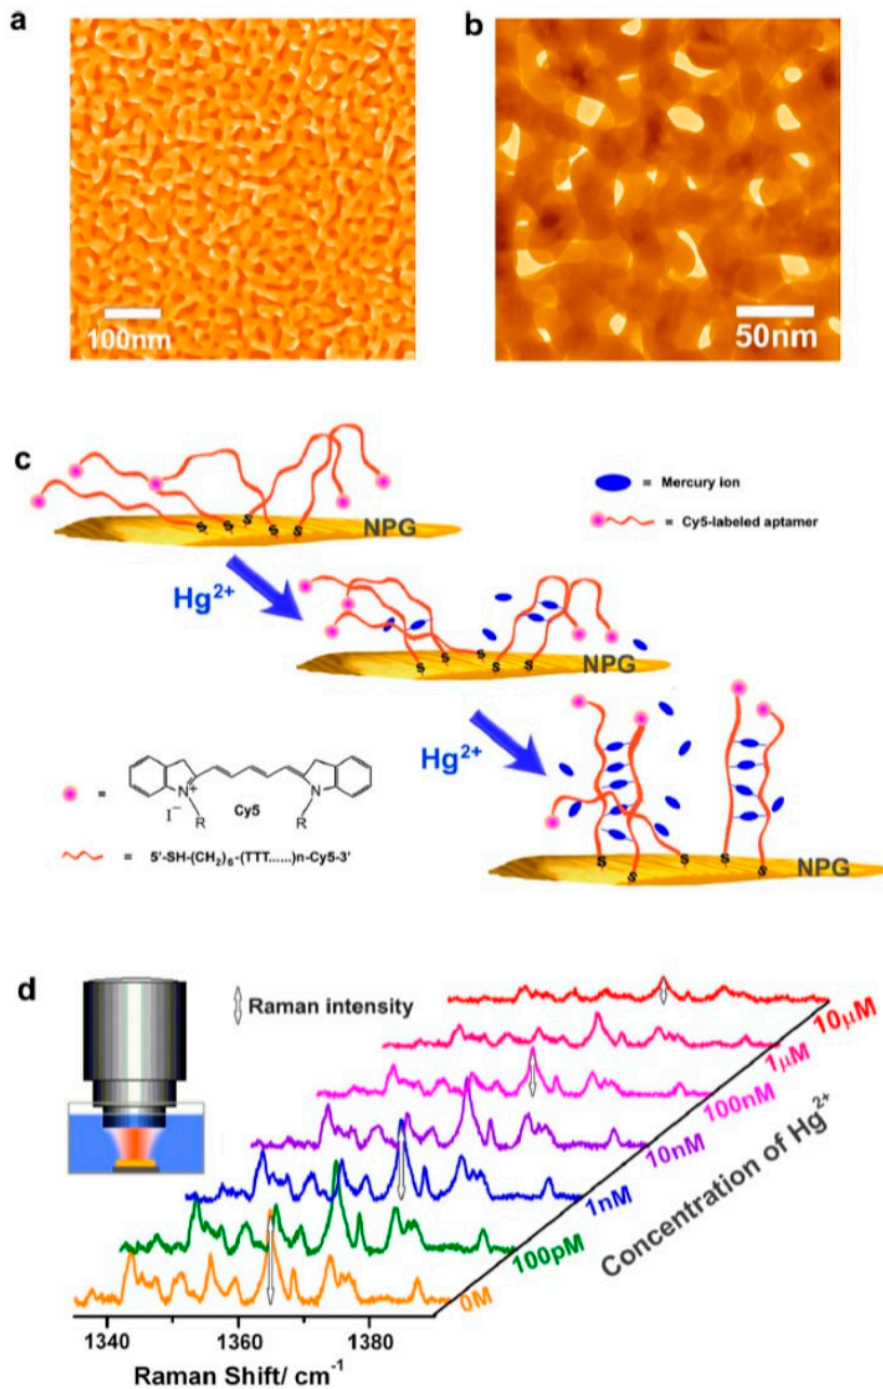 a
100nm
b
50nm
c
NPG
= Mercury ion
= Cy5-labeled aptamer
S S S S S
Hg²⁺
NPG
S S S S S
Hg²⁺
= N⁺ I⁻ R Cy5 N R
= 5'-SH-(CH₂)₆-(TTT......)n-Cy5-3'
NPG
S S S S S
d
Raman intensity
10μM
1μM
100nM
10nM
1nM
100pM
0M
Concentration of Hg²⁺
1340 1360 1380
Raman Shift/ cm⁻¹